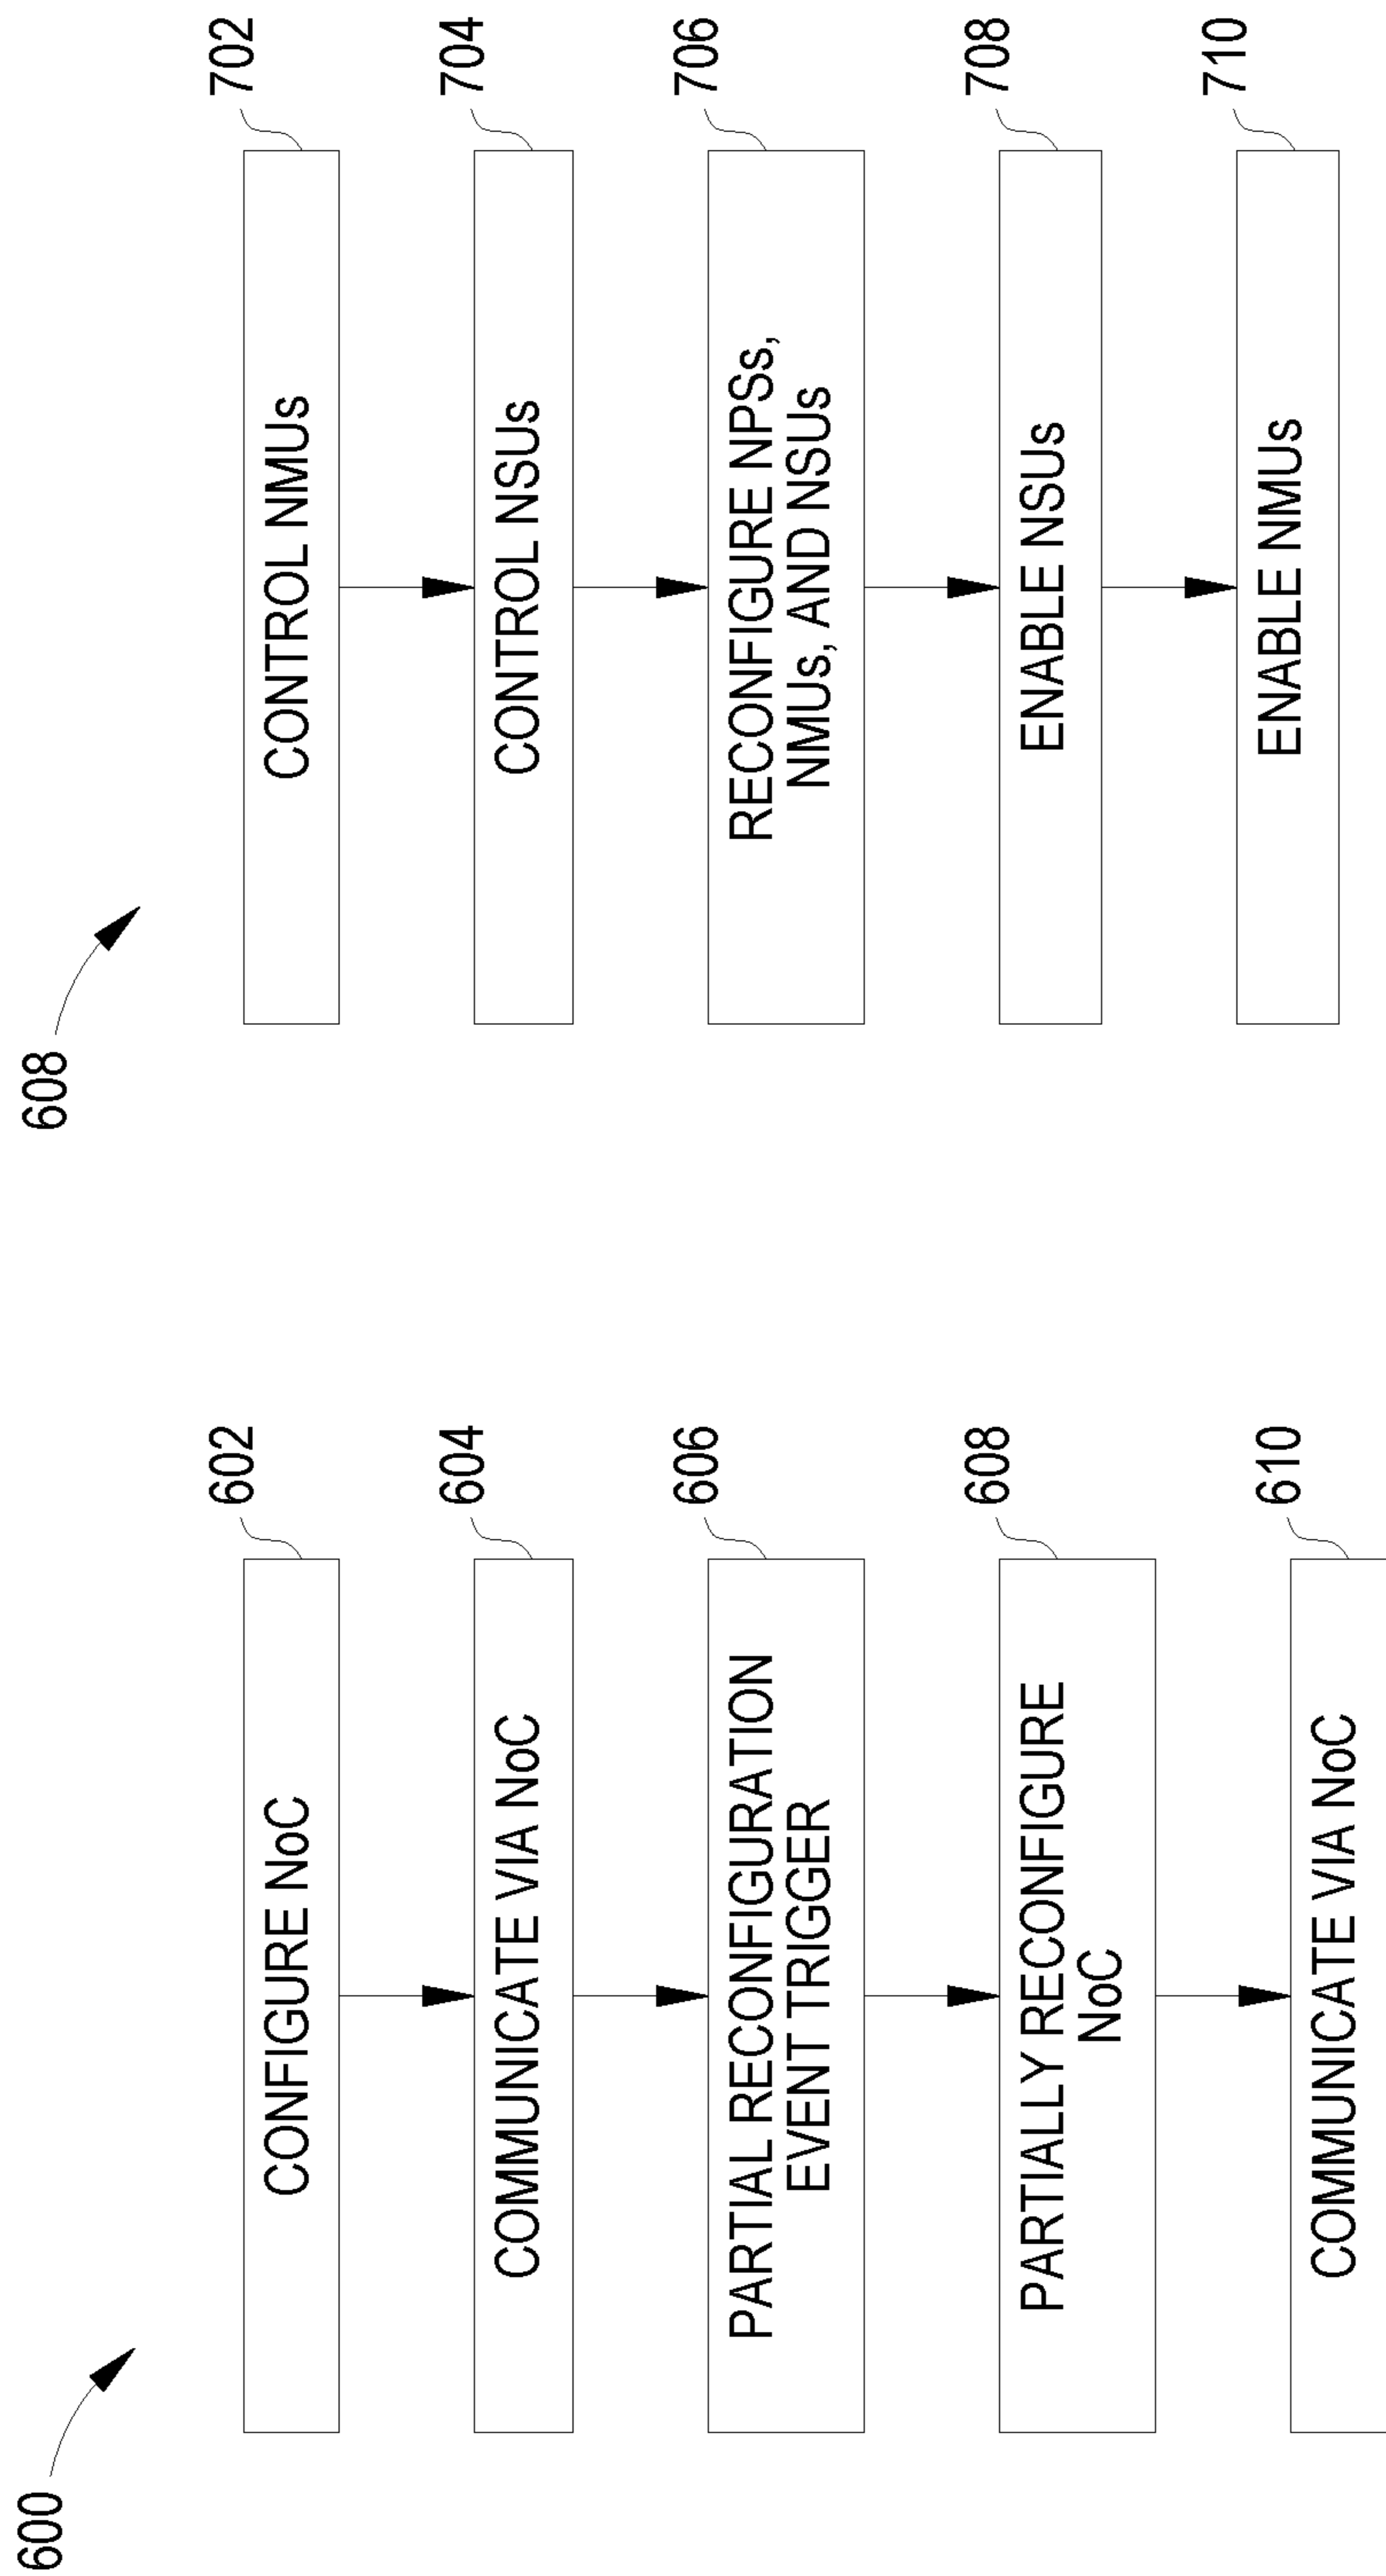 600
CONFIGURE NoC
602
COMMUNICATE VIA NoC
604
PARTIAL RECONFIGURATION
EVENT TRIGGER
606
PARTIALLY RECONFIGURE
NoC
608
COMMUNICATE VIA NoC
610
608
CONTROL NMUs
702
CONTROL NSUs
704
RECONFIGURE NPSs,
NMUs, AND NSUs
706
ENABLE NSUs
708
ENABLE NMUs
710